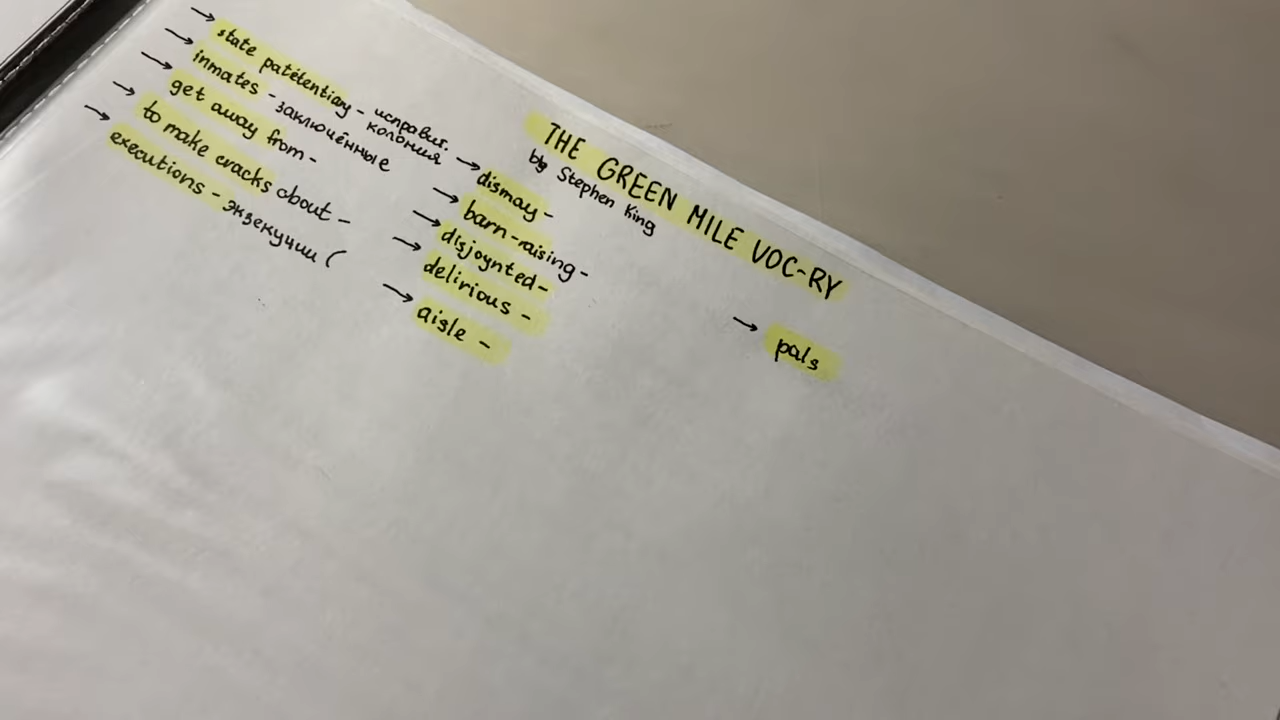 THE GREEN MILE VOC-RY
by Stephen King
→ state patétentiary - исправит.
колония
→ inmates - заключённые
→ get away from -
→ to make cracks about -
→ executions - экзекуции (
→ dismay -
→ barn-raising -
→ disjoynted -
→ delirious -
→ aisle -
→ pals